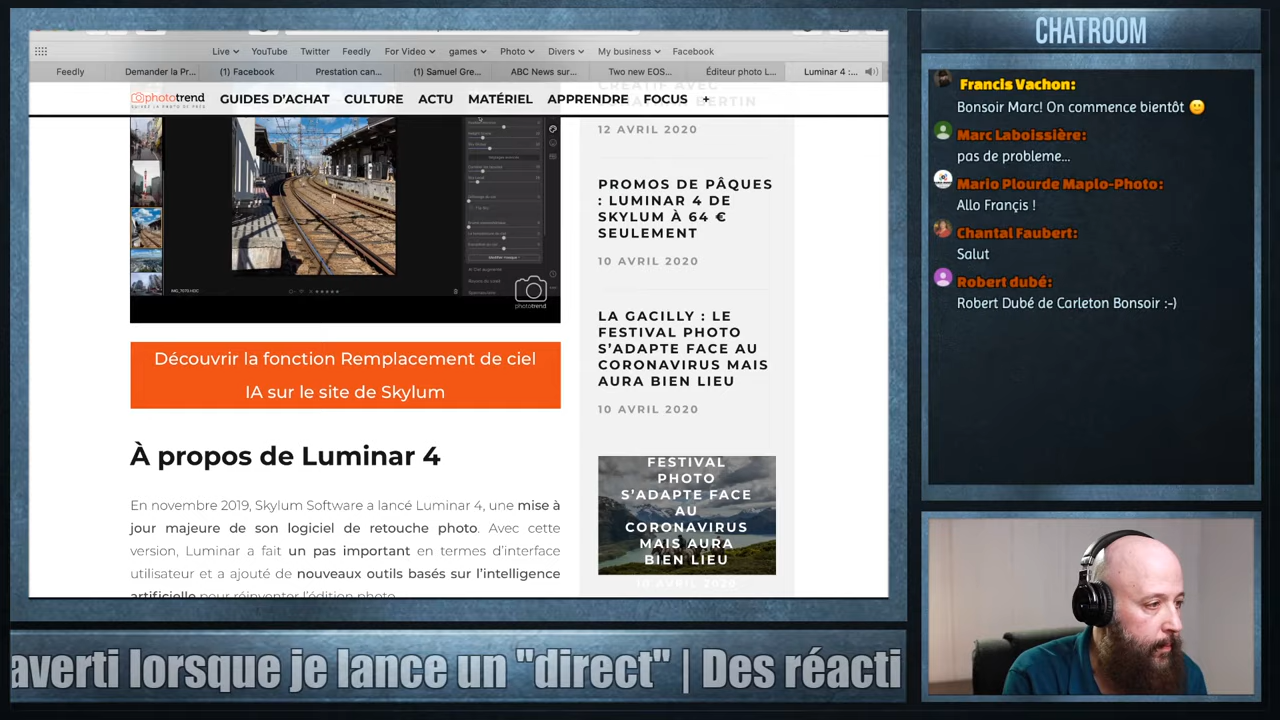 Live
YouTube
Twitter
Feedly
For Video
games
Photo
Divers
My business
Facebook
Feedly
Demander la Pr...
(1) Facebook
Prestation can...
(1) Samuel Gre...
ABC News sur...
Two new EOS...
Éditeur photo L...
Luminar 4 :...
phototrend
GUIDES D'ACHAT
CULTURE
ACTU
MATÉRIEL
APPRENDRE
FOCUS
+
phototrend
Découvrir la fonction Remplacement de ciel
IA sur le site de Skylum
À propos de Luminar 4
En novembre 2019, Skylum Software a lancé Luminar 4, une mise à
jour majeure de son logiciel de retouche photo. Avec cette
version, Luminar a fait un pas important en termes d'interface
utilisateur et a ajouté de nouveaux outils basés sur l'intelligence
artificielle pour réinventer l'édition photo.
12 AVRIL 2020
PROMOS DE PÂQUES
: LUMINAR 4 DE
SKYLUM À 64 €
SEULEMENT
10 AVRIL 2020
LA GACILLY : LE
FESTIVAL PHOTO
S'ADAPTE FACE AU
CORONAVIRUS MAIS
AURA BIEN LIEU
10 AVRIL 2020
FESTIVAL
PHOTO
S'ADAPTE FACE
AU
CORONAVIRUS
MAIS AURA
BIEN LIEU
10 AVRIL 2020
CHATROOM
Francis Vachon:
Bonsoir Marc! On commence bientôt 🙂
Marc Laboissière:
pas de probleme...
Mario Plourde Maplo-Photo:
Allo Françis !
Chantal Faubert:
Salut
Robert dubé:
Robert Dubé de Carleton Bonsoir :-)
averti lorsque je lance un "direct" | Des réacti